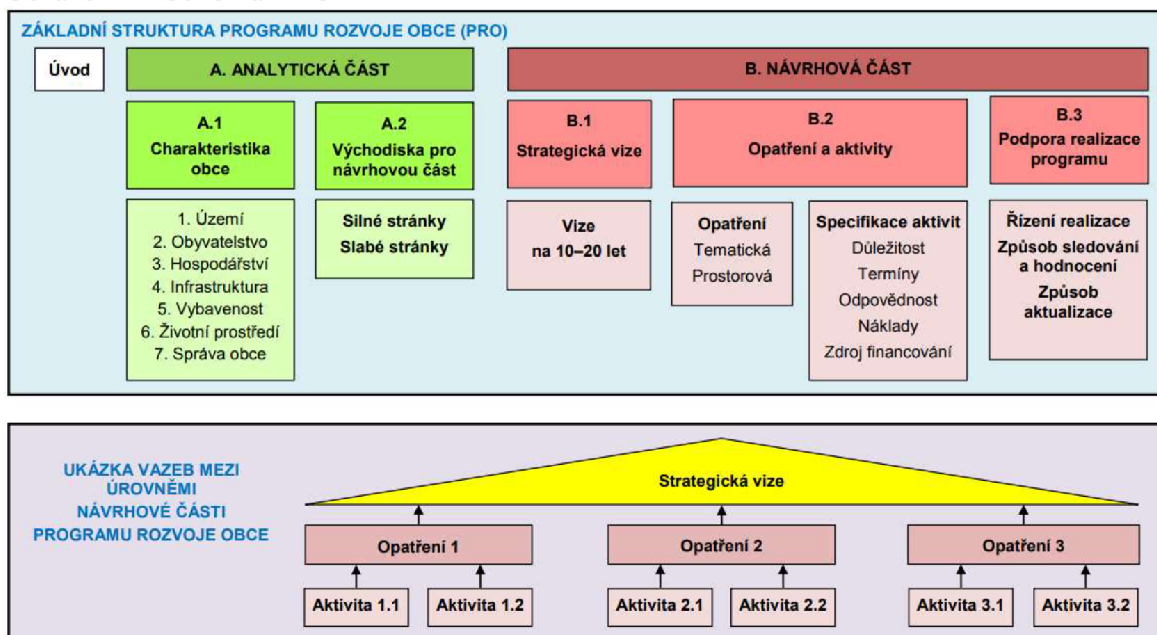 ZÁKLADNÍ STRUKTURA PROGRAMU ROZVOJE OBCE (PRO)
Úvod
A. ANALYTICKÁ ČÁST
B. NÁVRHOVÁ ČÁST
A.1
Charakteristika
obce
A.2
Východiska pro
návrhovou část
B.1
Strategická vize
B.2
Opatření a aktivity
B.3
Podpora realizace
programu
1. Území
2. Obyvatelstvo
3. Hospodářství
4. Infrastruktura
5. Vybavenost
6. Životní prostředí
7. Správa obce
Silné stránky
Slabé stránky
Vize
na 10–20 let
Opatření
Tematická
Prostorová
Specifikace aktivit
Důležitost
Termíny
Odpovědnost
Náklady
Zdroj financování
Řízení realizace
Způsob sledování
a hodnocení
Způsob
aktualizace
UKÁZKA VAZEB MEZI
ÚROVNĚMI
NÁVRHOVÉ ČÁSTI
PROGRAMU ROZVOJE OBCE
Strategická vize
Opatření 1
Opatření 2
Opatření 3
Aktivita 1.1
Aktivita 1.2
Aktivita 2.1
Aktivita 2.2
Aktivita 3.1
Aktivita 3.2